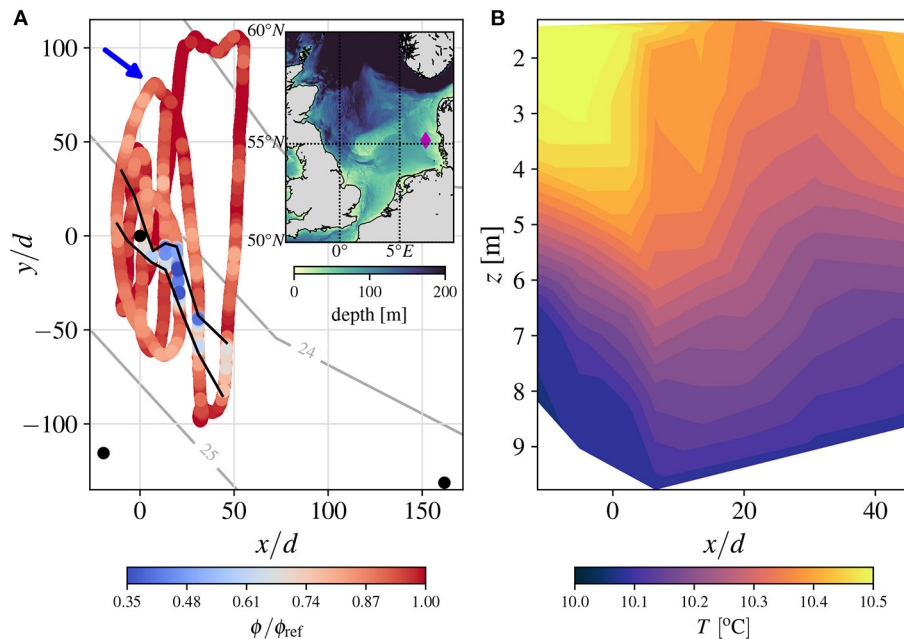 A
100
50
0
−50
−100
y/d
0
50
100
150
x/d
24
25
60°N
55°N
50°N
0°
5°E
0
100
200
depth [m]
0.35
0.48
0.61
0.74
0.87
1.00
ϕ/ϕref
B
2
3
4
5
6
7
8
9
z [m]
0
20
40
x/d
10.0
10.1
10.2
10.3
10.4
10.5
T [°C]